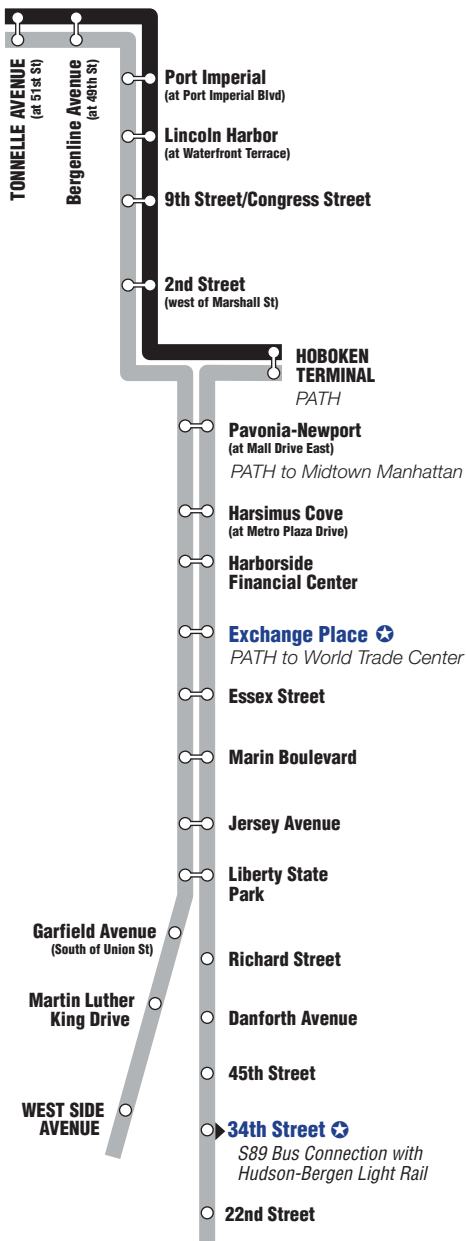 TONNELLE AVENUE
(at 51st St)
Bergenline Avenue
(at 49th St)
Port Imperial
(at Port Imperial Blvd)
Lincoln Harbor
(at Waterfront Terrace)
9th Street/Congress Street
2nd Street
(west of Marshall St)
HOBOKEN
TERMINAL
PATH
Pavonia-Newport
(at Mall Drive East)
PATH to Midtown Manhattan
Harsimus Cove
(at Metro Plaza Drive)
Harborside
Financial Center
Exchange Place
PATH to World Trade Center
Essex Street
Marin Boulevard
Jersey Avenue
Liberty State
Park
Garfield Avenue
(South of Union St)
Richard Street
Martin Luther
King Drive
Danforth Avenue
45th Street
WEST SIDE
AVENUE
34th Street
S89 Bus Connection with
Hudson-Bergen Light Rail
22nd Street